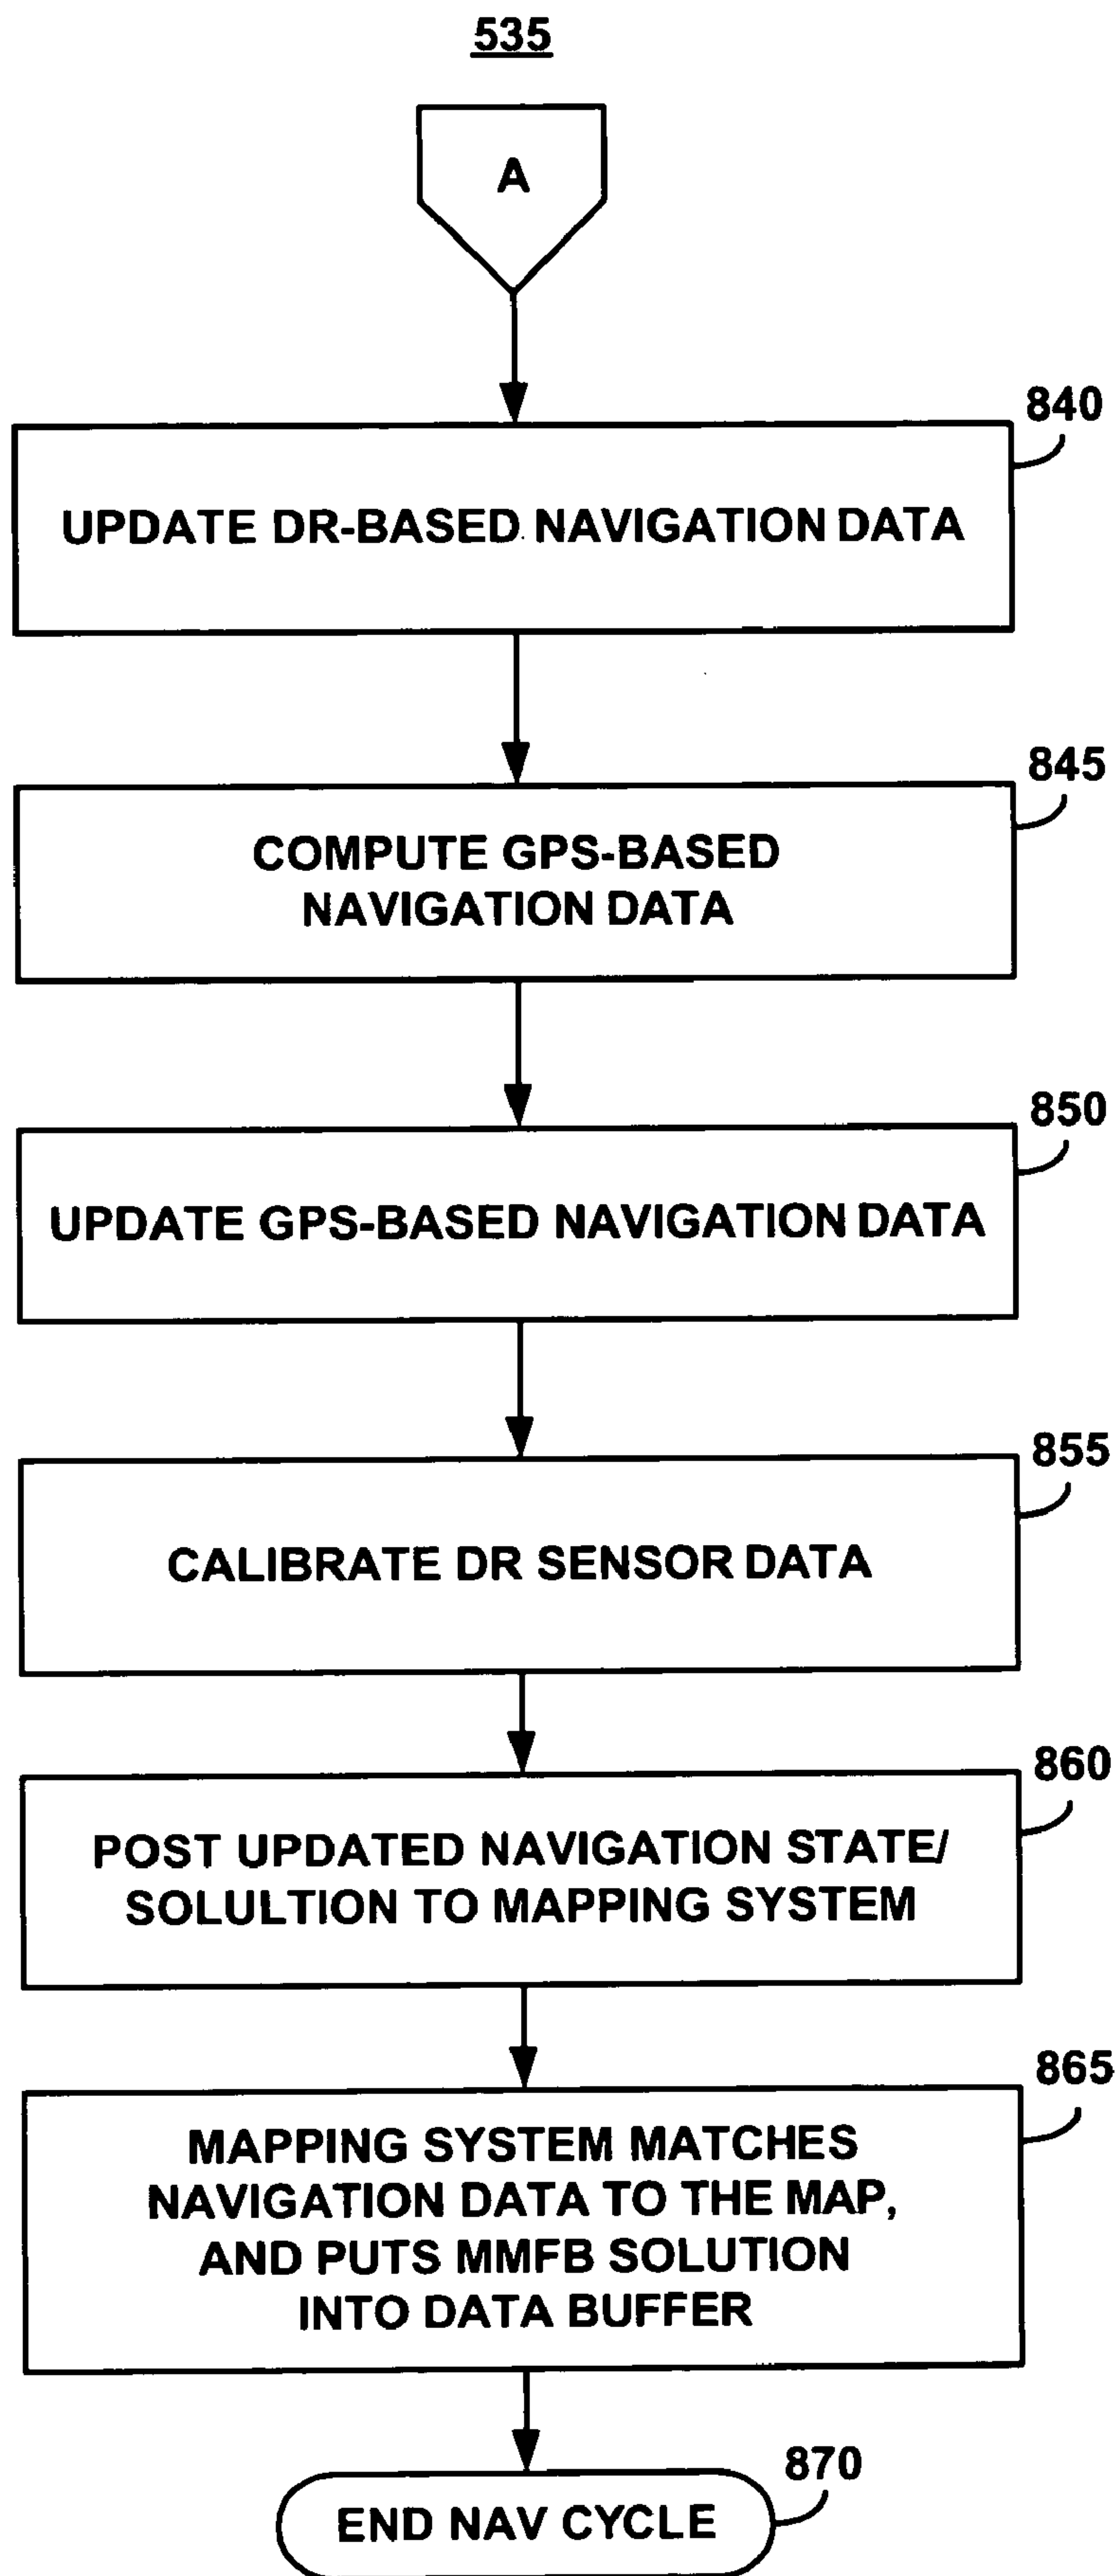 535
A
840
UPDATE DR-BASED NAVIGATION DATA
845
COMPUTE GPS-BASED
NAVIGATION DATA
850
UPDATE GPS-BASED NAVIGATION DATA
855
CALIBRATE DR SENSOR DATA
860
POST UPDATED NAVIGATION STATE/
SOLULTION TO MAPPING SYSTEM
865
MAPPING SYSTEM MATCHES
NAVIGATION DATA TO THE MAP,
AND PUTS MMFB SOLUTION
INTO DATA BUFFER
870
END NAV CYCLE